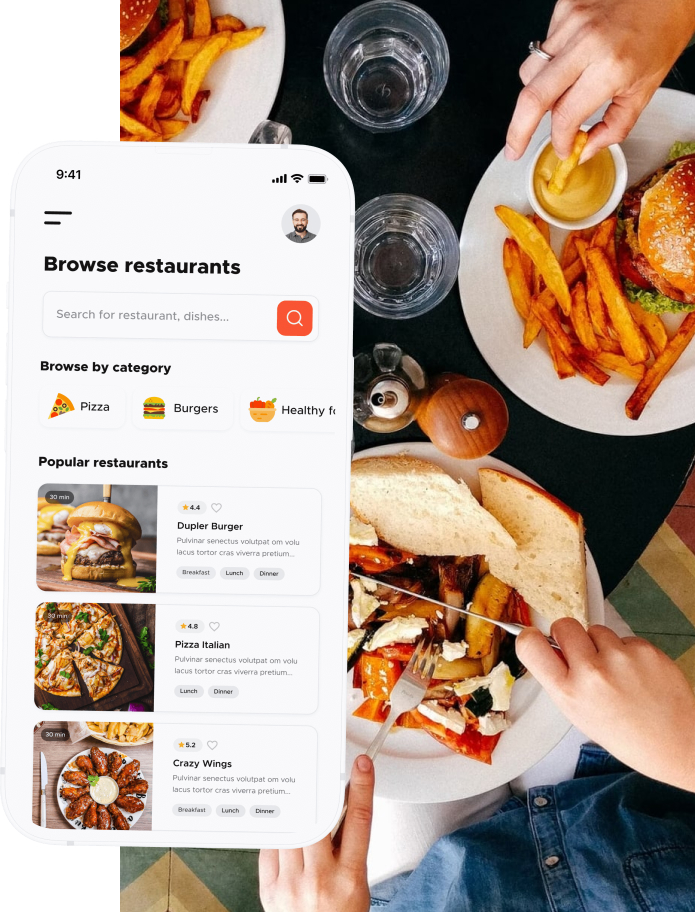 9:41
Browse restaurants
Search for restaurant, dishes...
Browse by category
Pizza
Burgers
Healthy fo
Popular restaurants
30 min
4.4
Dupler Burger
Pulvinar senectus volutpat om volu
lacus tortor cras viverra pretium...
Breakfast Lunch Dinner
30 min
4.8
Pizza Italian
Pulvinar senectus volutpat om volu
lacus tortor cras viverra pretium...
Lunch Dinner
30 min
5.2
Crazy Wings
Pulvinar senectus volutpat om volu
lacus tortor cras viverra pretium...
Breakfast Lunch Dinner